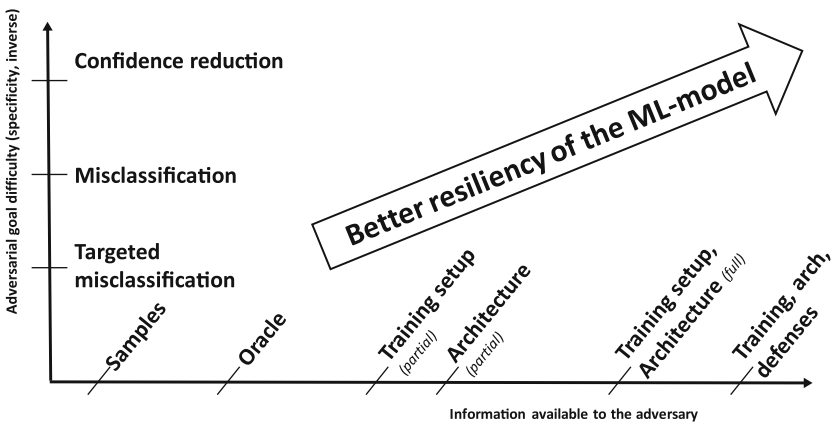 Adversarial goal difficulty (specificity, inverse)
Confidence reduction
Misclassification
Targeted
misclassification
Better resiliency of the ML-model
Samples
Oracle
Training setup
(partial)
Architecture
(partial)
Training setup,
Architecture (full)
Training, arch,
defenses
Information available to the adversary